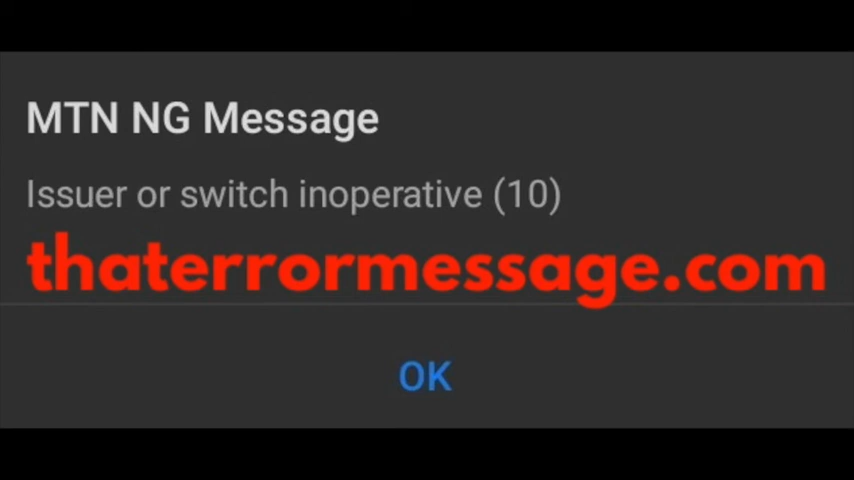 MTN NG Message
Issuer or switch inoperative (10)
thaterrormessage.com
OK